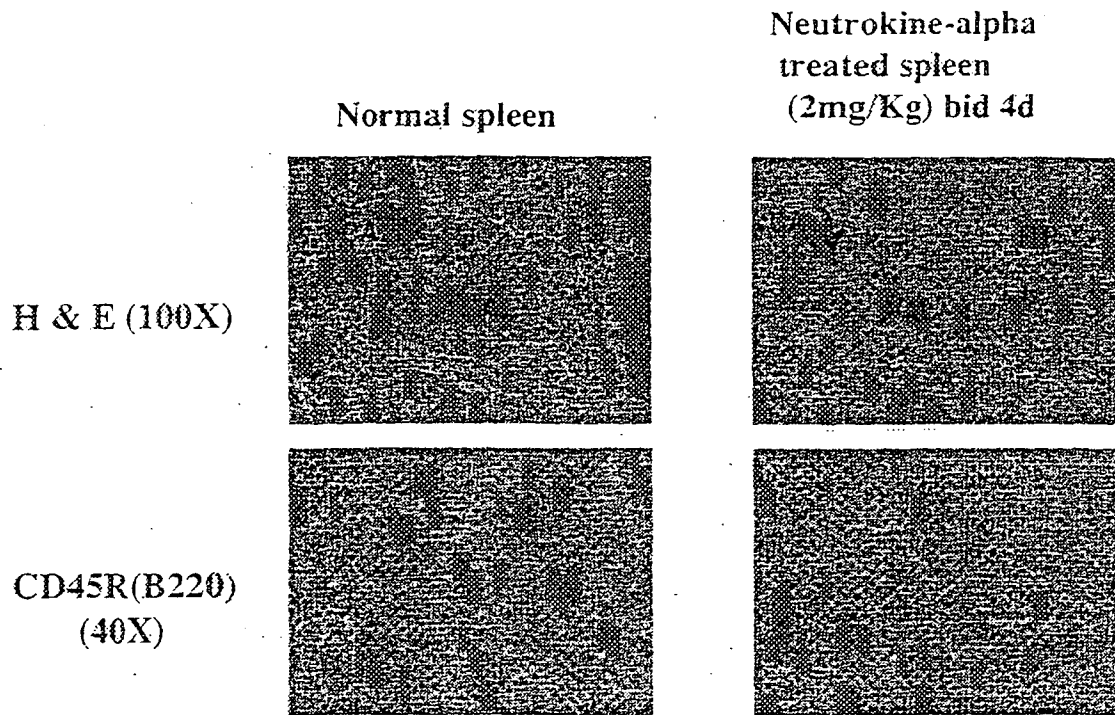 Neutrokine-alpha
treated spleen
(2mg/Kg) bid 4d
Normal spleen
H & E (100X)
CD45R(B220)
(40X)